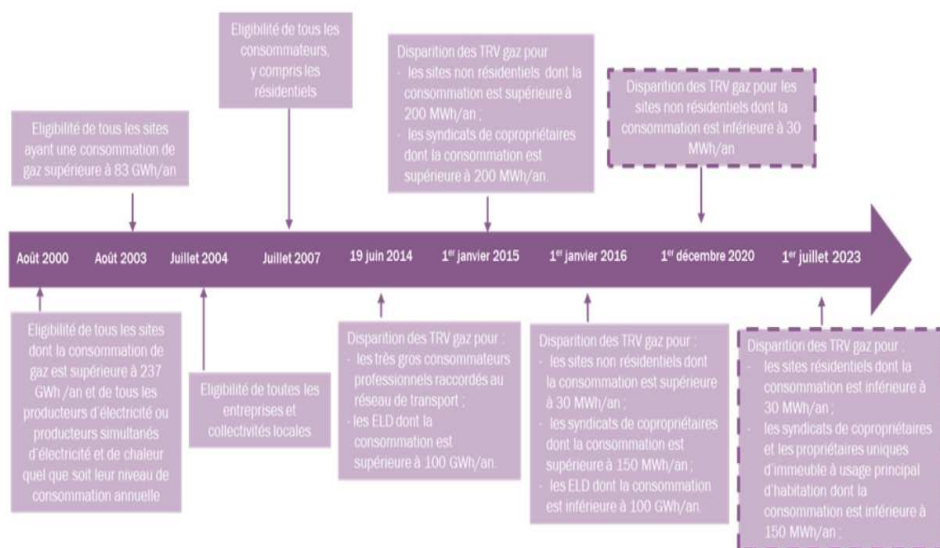 Eligibilité de tous les
consommateurs,
y compris les
résidentiels
Disparition des TRV gaz pour
- les sites non résidentiels dont la
consommation est supérieure à
200 MWh/an ;
- les syndicats de copropriétaires
dont la consommation est
supérieure à 200 MWh/an.
Disparition des TRV gaz pour les
sites non résidentiels dont la
consommation est inférieure à 30
MWh/an
Eligibilité de tous les sites
ayant une consommation de
gaz supérieure à 83 GWh/an
Août 2000
Août 2003
Juillet 2004
Juillet 2007
19 juin 2014
1er janvier 2015
1er janvier 2016
1er décembre 2020
1er juillet 2023
Eligibilité de tous les sites
dont la consommation de
gaz est supérieure à 237
GWh /an et de tous les
producteurs d'électricité ou
producteurs simultanés
d'électricité et de chaleur
quel que soit leur niveau de
consommation annuelle
Eligibilité de toutes les
entreprises et
collectivités locales
Disparition des TRV gaz pour :
- les très gros consommateurs
professionnels raccordés au
réseau de transport ;
- les ELD dont la
consommation est
supérieure à 100 GWh/an.
Disparition des TRV gaz pour :
- les sites non résidentiels dont
la consommation est supérieure
à 30 MWh/an ;
- les syndicats de copropriétaires
dont la consommation est
supérieure à 150 MWh/an ;
- les ELD dont la consommation
est inférieure à 100 GWh/an.
Disparition des TRV gaz pour :
- les sites résidentiels dont la
consommation est inférieure à
30 MWh/an ;
- les syndicats de copropriétaires
et les propriétaires uniques
d'immeuble à usage principal
d'habitation dont la
consommation est inférieure à
150 MWh/an ;